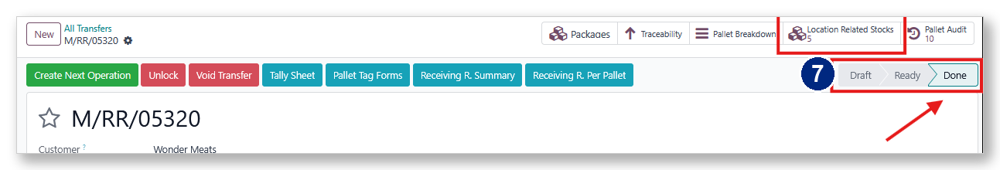 New
All Transfers
M/RR/05320
Packages
Traceability
Pallet Breakdown
Location Related Stocks
5
Pallet Audit
10
Create Next Operation
Unlock
Void Transfer
Tally Sheet
Pallet Tag Forms
Receiving R. Summary
Receiving R. Per Pallet
7
Draft
Ready
Done
M/RR/05320
Customer ?
Wonder Meats